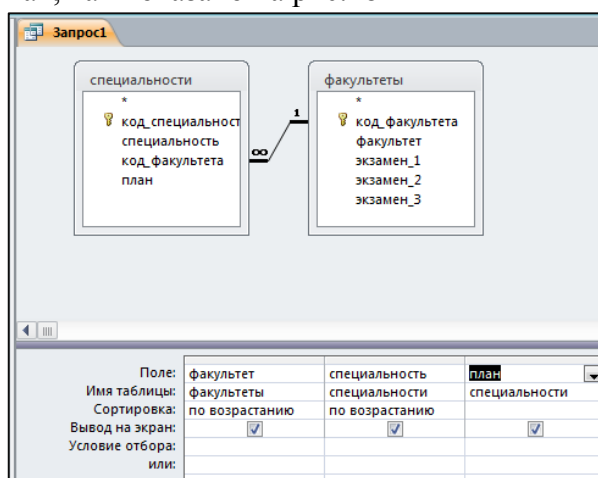 Запрос1
специальности
*
код_специальност
специальность
код_факультета
план
∞
1
факультеты
*
код_факультета
факультет
экзамен_1
экзамен_2
экзамен_3
Поле: факультет специальность план
Имя таблицы: факультеты специальности специальности
Сортировка: по возрастанию по возрастанию
Вывод на экран:
Условие отбора:
или: